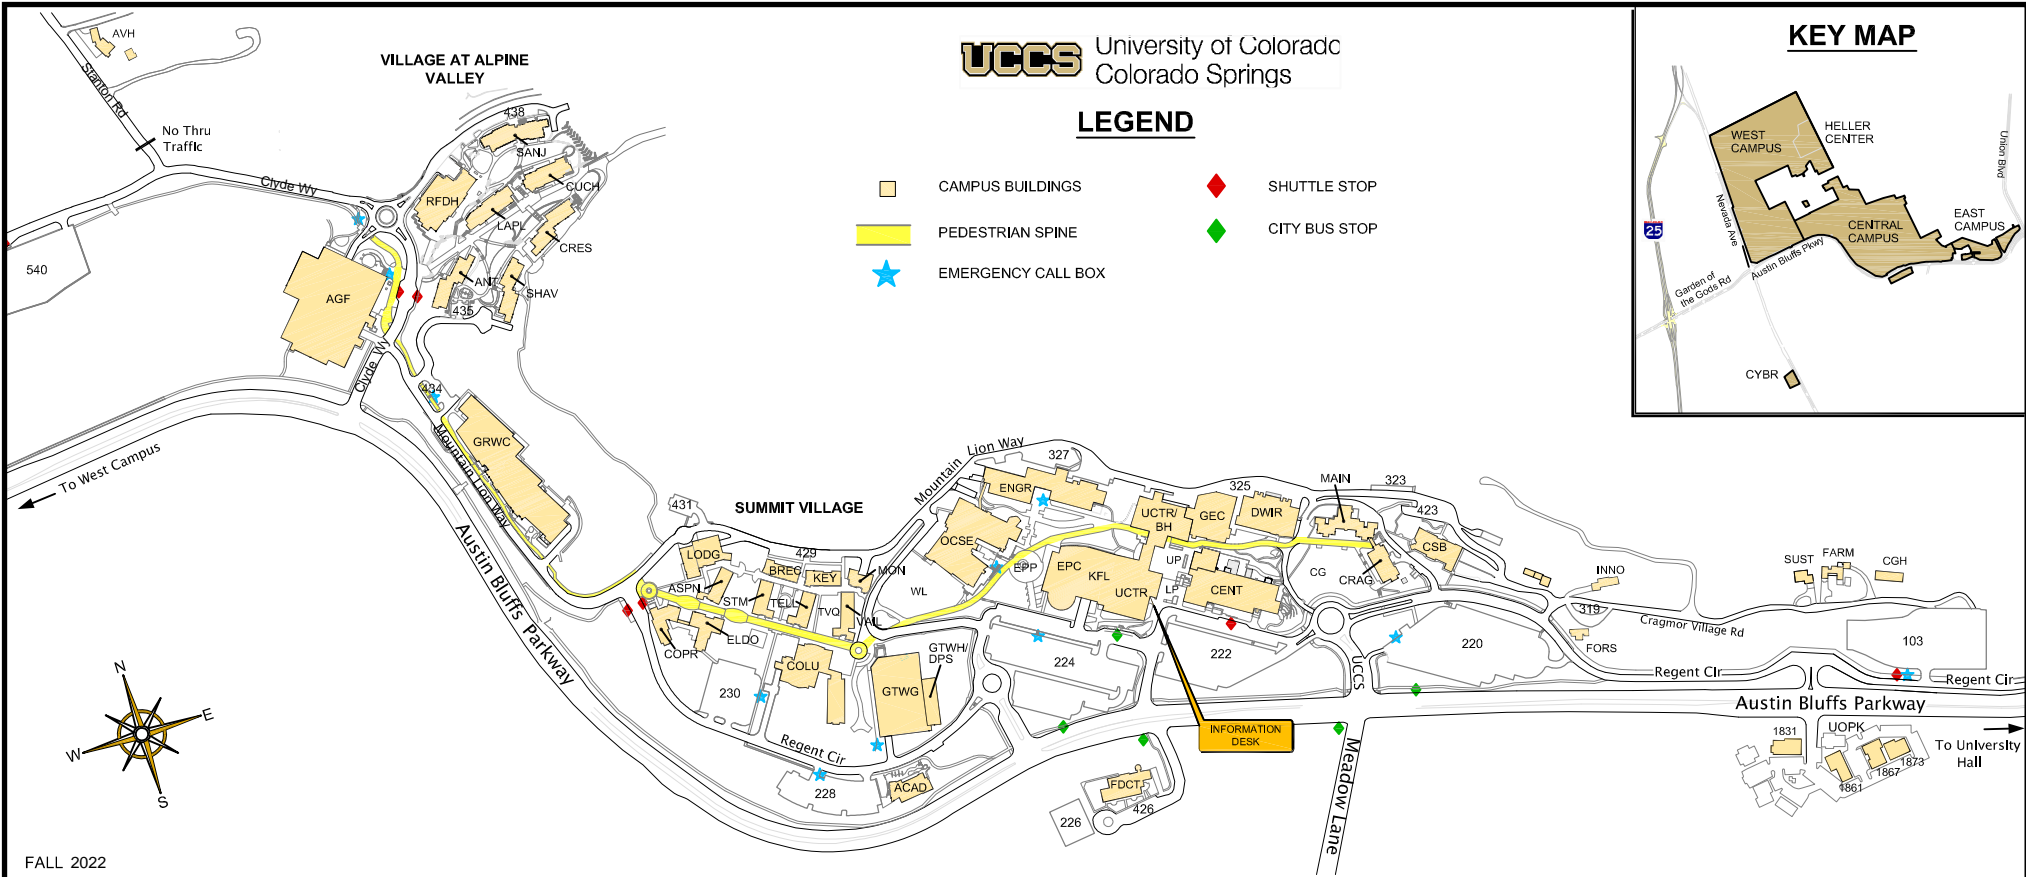 AVH
Stanton Rd
No Thru
Traffic
Clyde Wy
VILLAGE AT ALPINE
VALLEY
438
SANJ
CUCH
RFDH
LAPL
CRES
ANT
SHAV
435
540
AGF
Clyde Wy
434
GRWC
Mountain Lion Way
To West Campus
Austin Bluffs Parkway
UCCS
University of Colorado
Colorado Springs
LEGEND
CAMPUS BUILDINGS
SHUTTLE STOP
PEDESTRIAN SPINE
CITY BUS STOP
EMERGENCY CALL BOX
KEY MAP
WEST
CAMPUS
HELLER
CENTER
Union Blvd
Nevada Ave
25
CENTRAL
CAMPUS
EAST
CAMPUS
Austin Bluffs Pkwy
Garden of
the Gods Rd
CYBR
SUMMIT VILLAGE
431
429
LODG
BREC
KEY
MON
ASPN
STM
TELL
TVQ
VAIL
ELDO
COPR
COLU
230
GTWH/
DPS
GTWG
Regent Cir
228
ACAD
Mountain Lion Way
327
ENGR
OCSE
WL
EPP
EPC
KFL
UCTR
UCTR/
BH
GEC
325
DWIR
MAIN
323
423
CSB
UP
LP
CENT
CG
CRAG
224
222
UCCS
220
INFORMATION
DESK
FDCT
426
226
Meadow Lane
INNO
319
FORS
SUST
FARM
CGH
Cragmor Village Rd
103
Regent Cir
Regent Cir
Austin Bluffs Parkway
1831
UOPK
1867
1873
1861
To University
Hall
N
E
W
S
FALL 2022